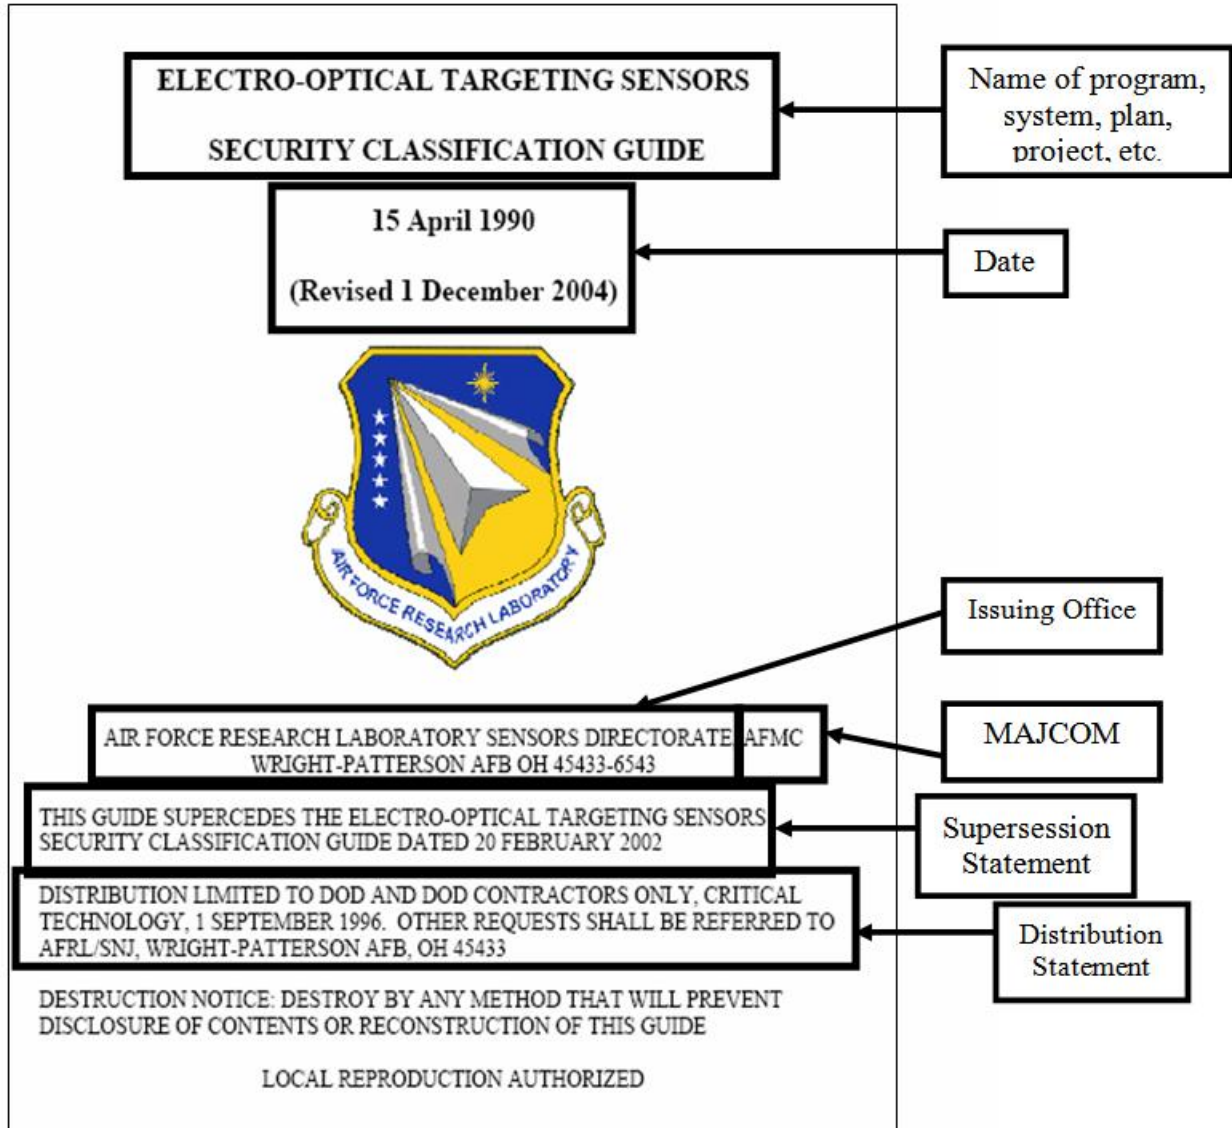 ELECTRO-OPTICAL TARGETING SENSORS
SECURITY CLASSIFICATION GUIDE
15 April 1990
(Revised 1 December 2004)
AIR FORCE RESEARCH LABORATORY
AIR FORCE RESEARCH LABORATORY SENSORS DIRECTORATE AFMC
WRIGHT-PATTERSON AFB OH 45433-6543
THIS GUIDE SUPERCEDES THE ELECTRO-OPTICAL TARGETING SENSORS
SECURITY CLASSIFICATION GUIDE DATED 20 FEBRUARY 2002
DISTRIBUTION LIMITED TO DOD AND DOD CONTRACTORS ONLY, CRITICAL
TECHNOLOGY, 1 SEPTEMBER 1996. OTHER REQUESTS SHALL BE REFERRED TO
AFRL/SNJ, WRIGHT-PATTERSON AFB, OH 45433
DESTRUCTION NOTICE: DESTROY BY ANY METHOD THAT WILL PREVENT
DISCLOSURE OF CONTENTS OR RECONSTRUCTION OF THIS GUIDE
LOCAL REPRODUCTION AUTHORIZED
Name of program,
system, plan,
project, etc.
Date
Issuing Office
MAJCOM
Supersession
Statement
Distribution
Statement